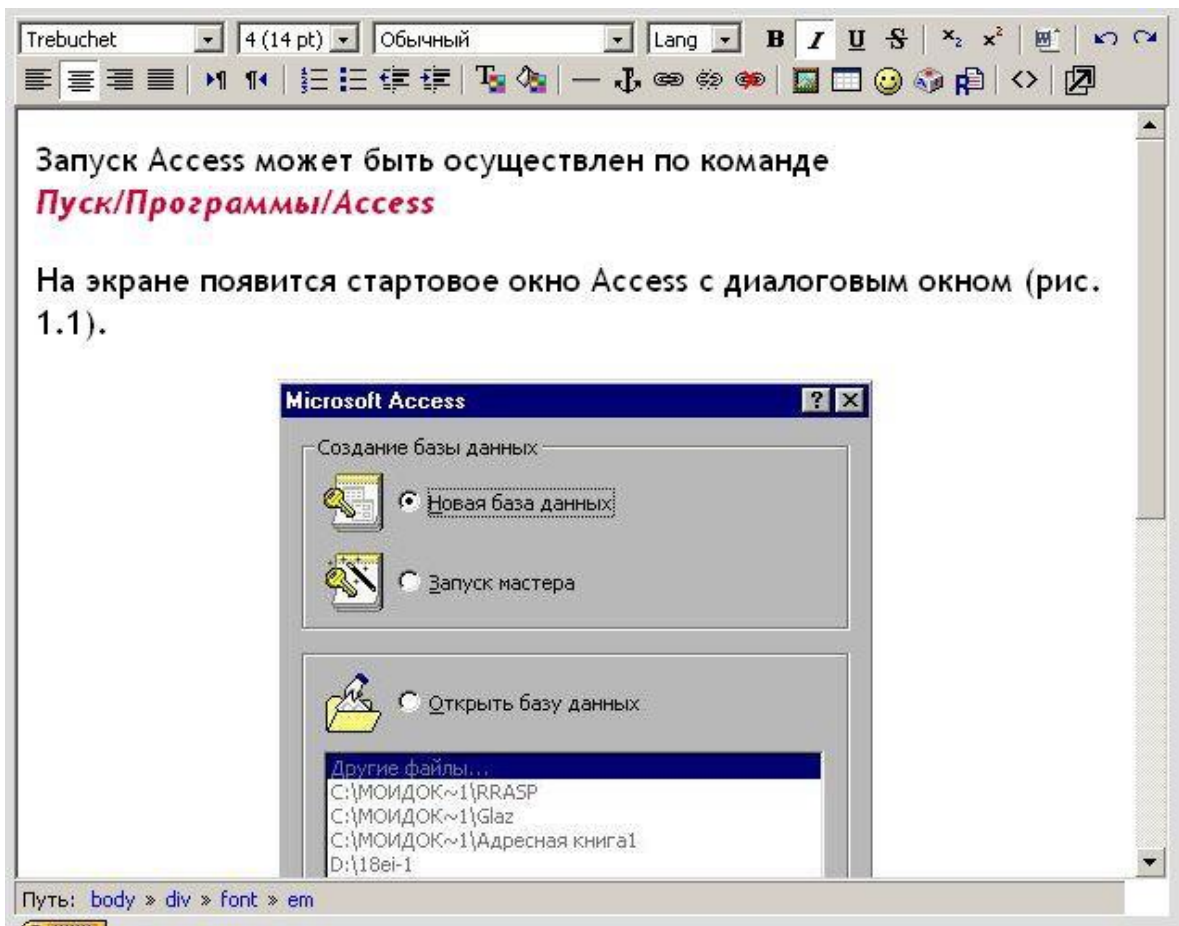 Trebuchet 4 (14 pt) Обычный Lang B I U S x₂ x²
Запуск Access может быть осуществлен по команде
Пуск/Программы/Access
На экране появится стартовое окно Access с диалоговым окном (рис.
1.1).
Microsoft Access
Создание базы данных
Новая база данных
Запуск мастера
Открыть базу данных
Другие файлы...
C:\МОИДОК~1\RRASP
C:\МОИДОК~1\Glaz
C:\МОИДОК~1\Адресная книга1
D:\18ei-1
Путь: body » div » font » em